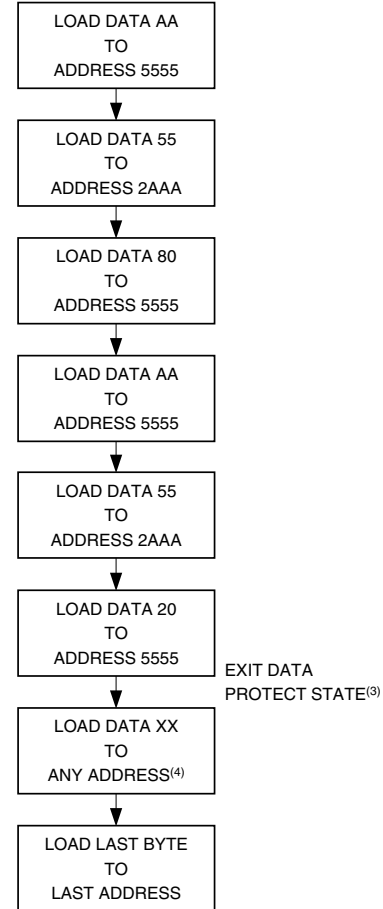 LOAD DATA AA
TO
ADDRESS 5555
LOAD DATA 55
TO
ADDRESS 2AAA
LOAD DATA 80
TO
ADDRESS 5555
LOAD DATA AA
TO
ADDRESS 5555
LOAD DATA 55
TO
ADDRESS 2AAA
LOAD DATA 20
TO
ADDRESS 5555
EXIT DATA
PROTECT STATE(3)
LOAD DATA XX
TO
ANY ADDRESS(4)
LOAD LAST BYTE
TO
LAST ADDRESS